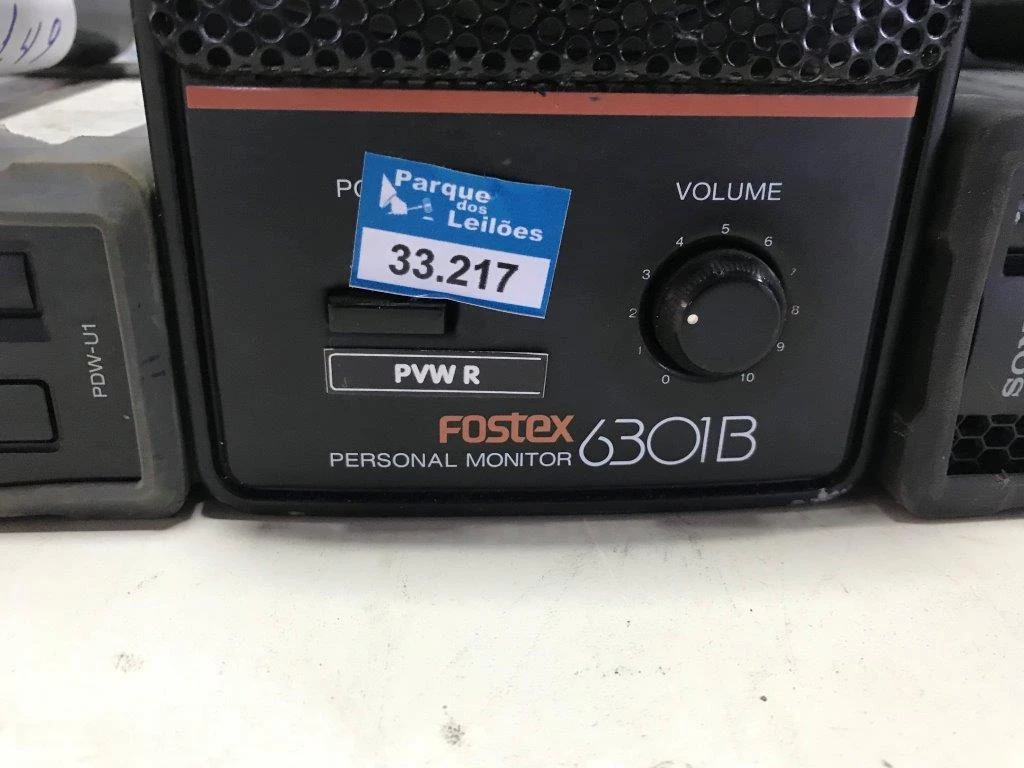 Parque
dos
Leilões
33.217
VOLUME
0 1 2 3 4 5 6 7 8 9 10
PVW R
FOSTEX
PERSONAL MONITOR 6301B
PDW-U1